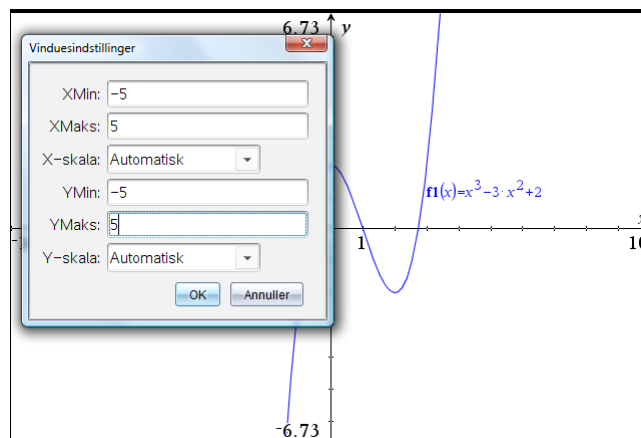 6.73 y
Vinduesindstillinger
XMin: -5
XMaks: 5
X-skala: Automatisk
YMin: -5
YMaks: 5
Y-skala: Automatisk
OK Annuller
f1(x)=x³-3·x²+2
1
10
-6.73